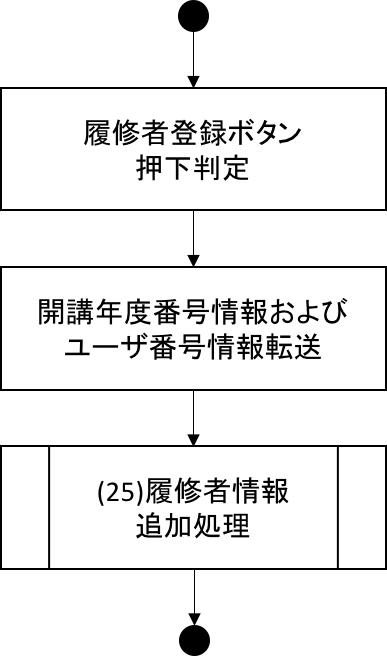 履修者登録ボタン
押下判定
開講年度番号情報および
ユーザ番号情報転送
(25)履修者情報
追加処理